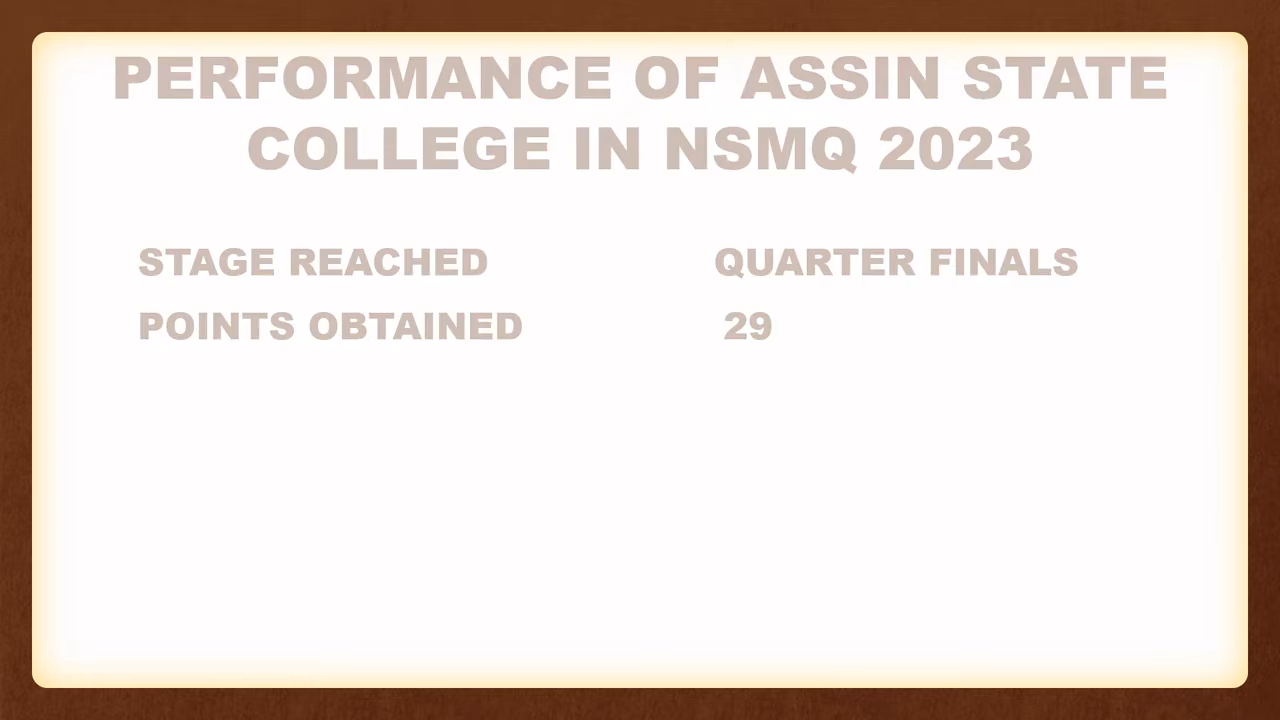 PERFORMANCE OF ASSIN STATE
COLLEGE IN NSMQ 2023
STAGE REACHED QUARTER FINALS
POINTS OBTAINED 29